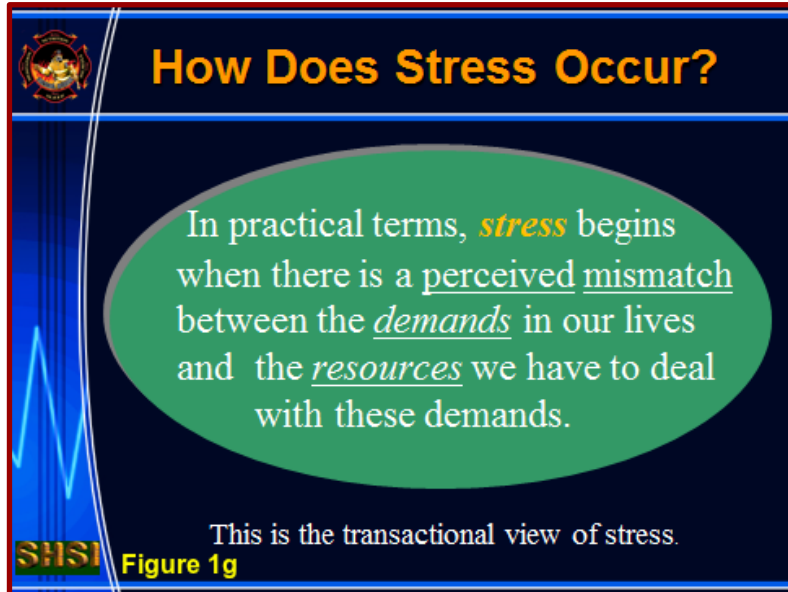 How Does Stress Occur?
In practical terms, stress begins
when there is a perceived mismatch
between the demands in our lives
and the resources we have to deal
with these demands.
This is the transactional view of stress.
SHSI
Figure 1g